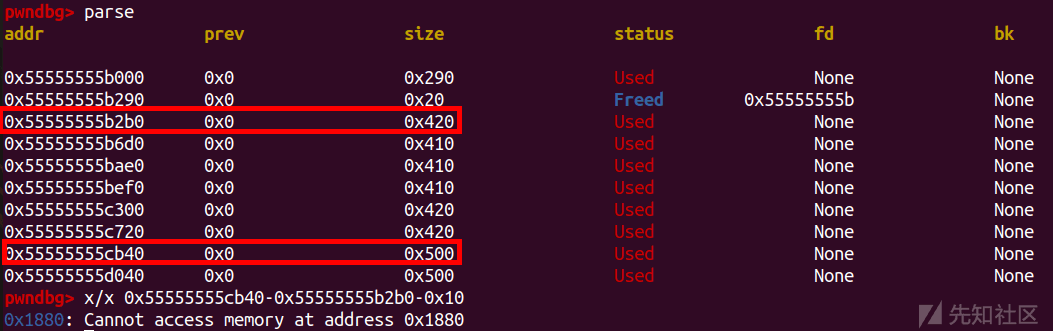 pwndbg> parse
addr prev size status fd bk
0x55555555b000 0x0 0x290 Used None None
0x55555555b290 0x0 0x20 Freed 0x55555555b None
0x55555555b2b0 0x0 0x420 Used None None
0x55555555b6d0 0x0 0x410 Used None None
0x55555555bae0 0x0 0x410 Used None None
0x55555555bef0 0x0 0x410 Used None None
0x55555555c300 0x0 0x420 Used None None
0x55555555c720 0x0 0x420 Used None None
0x55555555cb40 0x0 0x500 Used None None
0x55555555d040 0x0 0x500 Used None None
pwndbg> x/x 0x55555555cb40-0x55555555b2b0-0x10
0x1880: Cannot access memory at address 0x1880
先知社区